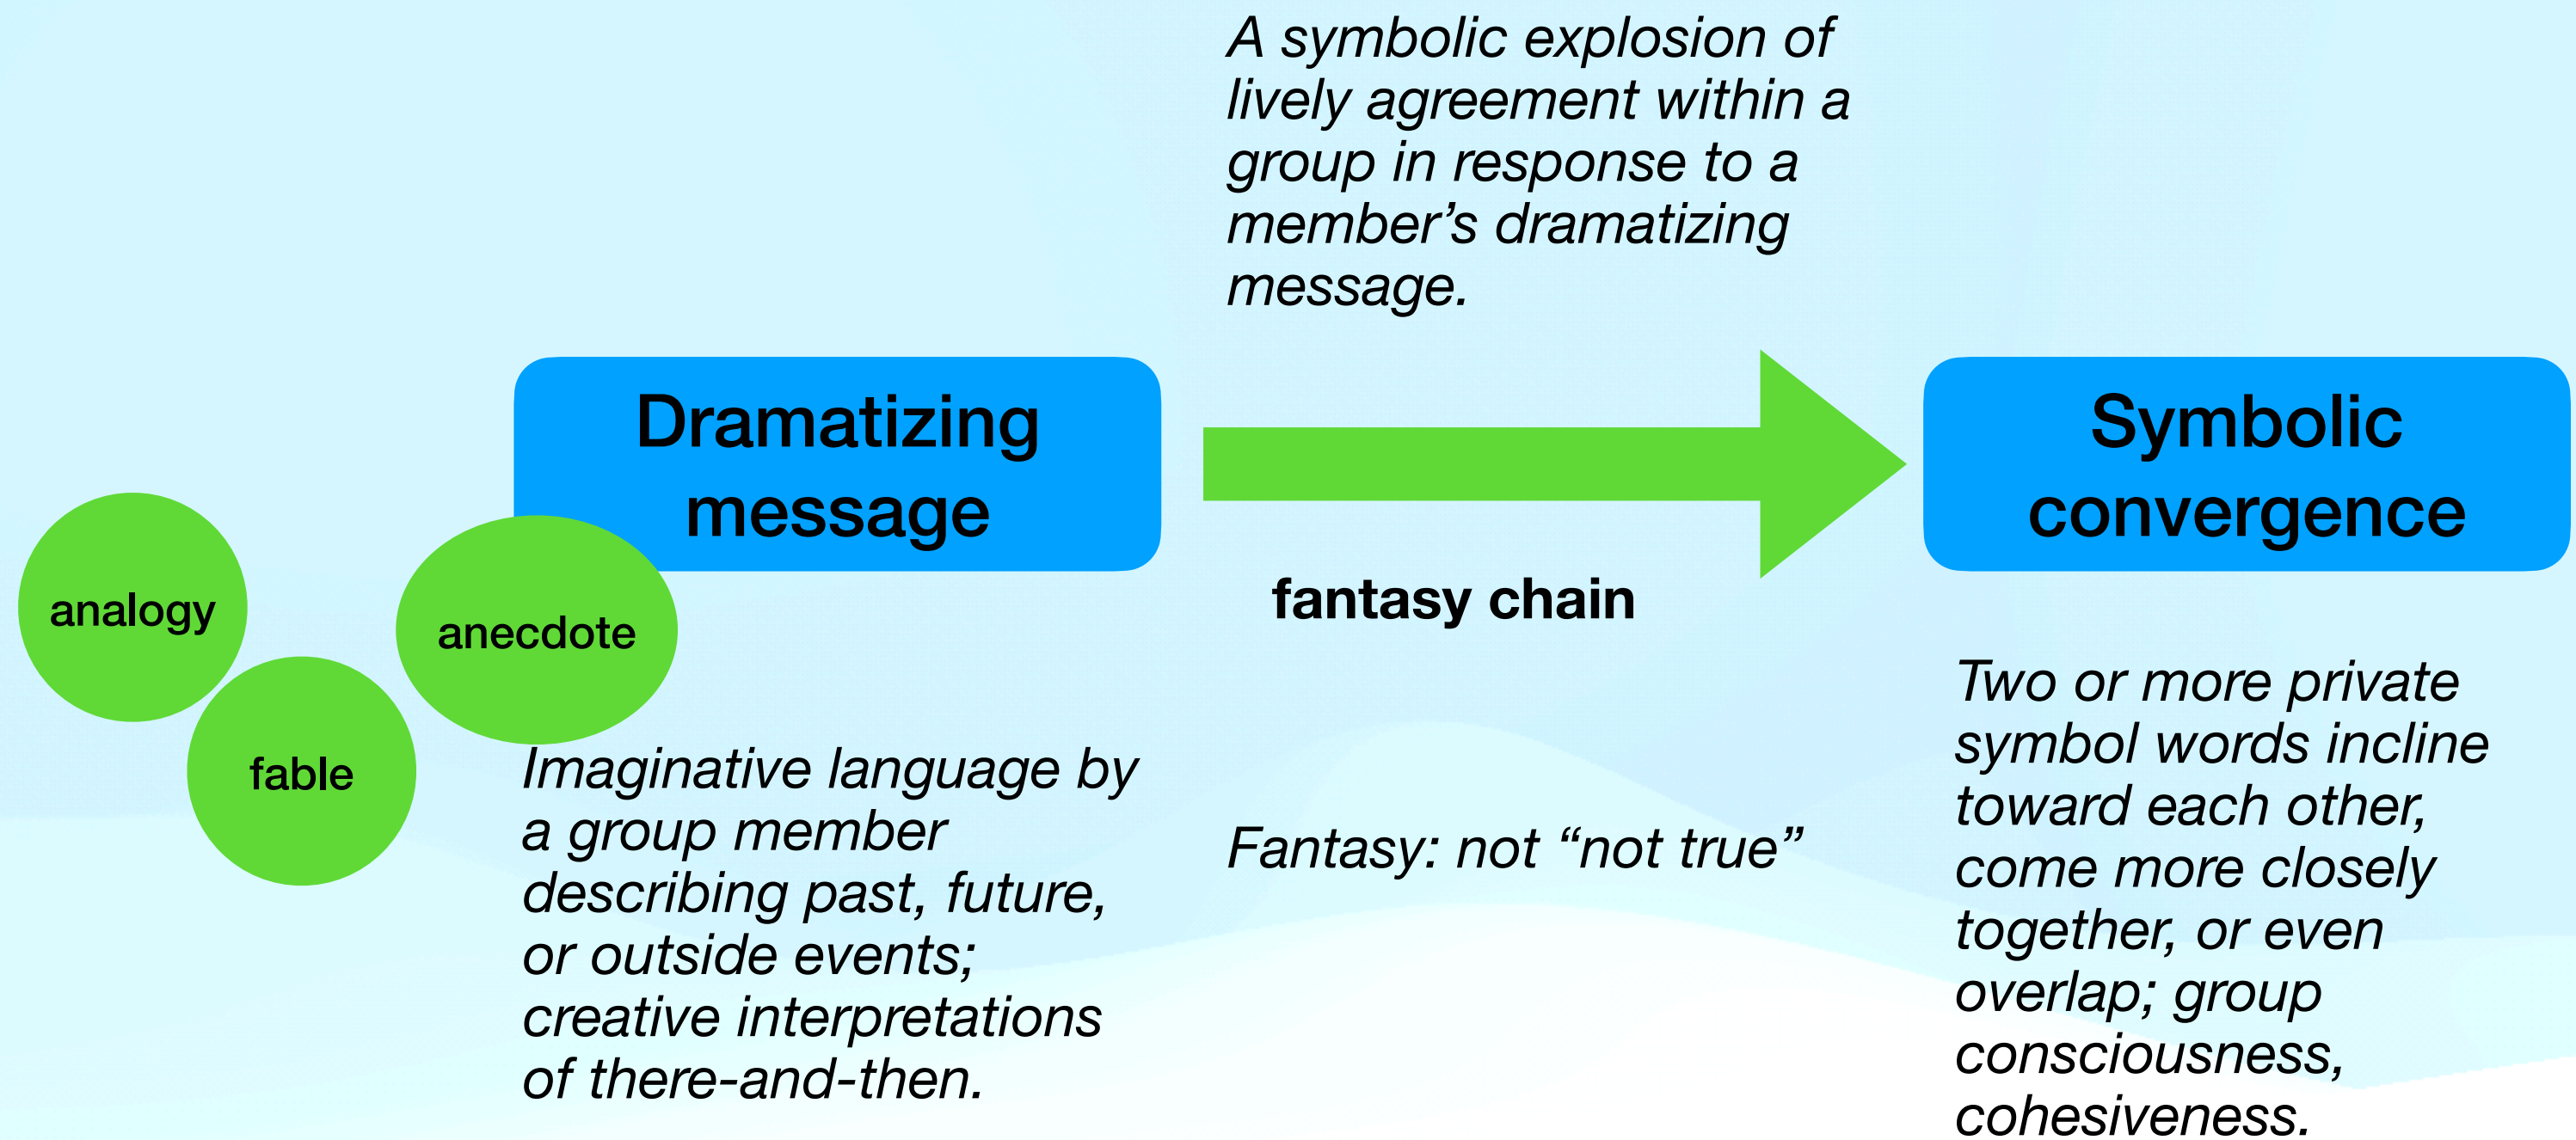 A symbolic explosion of
lively agreement within a
group in response to a
member’s dramatizing
message.
Dramatizing
message
Symbolic
convergence
analogy
anecdote
fable
fantasy chain
Imaginative language by
a group member
describing past, future,
or outside events;
creative interpretations
of there-and-then.
Fantasy: not “not true”
Two or more private
symbol words incline
toward each other,
come more closely
together, or even
overlap; group
consciousness,
cohesiveness.